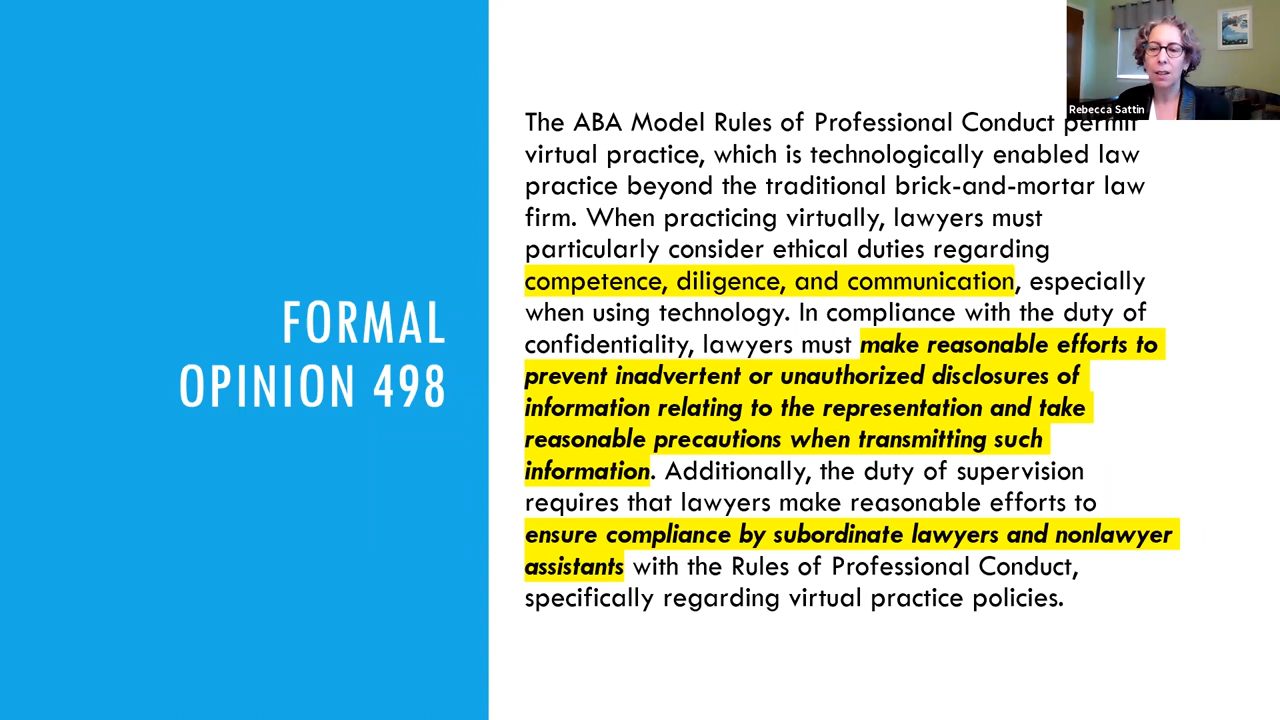 FORMAL
OPINION 498
The ABA Model Rules of Professional Conduct permit
virtual practice, which is technologically enabled law
practice beyond the traditional brick-and-mortar law
firm. When practicing virtually, lawyers must
particularly consider ethical duties regarding
competence, diligence, and communication, especially
when using technology. In compliance with the duty of
confidentiality, lawyers must make reasonable efforts to
prevent inadvertent or unauthorized disclosures of
information relating to the representation and take
reasonable precautions when transmitting such
information. Additionally, the duty of supervision
requires that lawyers make reasonable efforts to
ensure compliance by subordinate lawyers and nonlawyer
assistants with the Rules of Professional Conduct,
specifically regarding virtual practice policies.
Rebecca Sattin